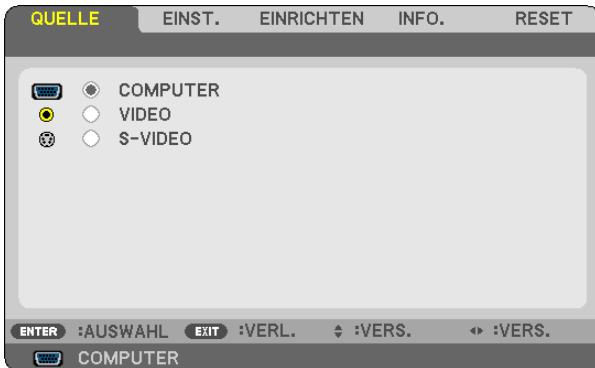 QUELLE EINST. EINRICHTEN INFO. RESET
COMPUTER
VIDEO
S-VIDEO
ENTER :AUSWAHL EXIT :VERL. :VERS. :VERS.
COMPUTER